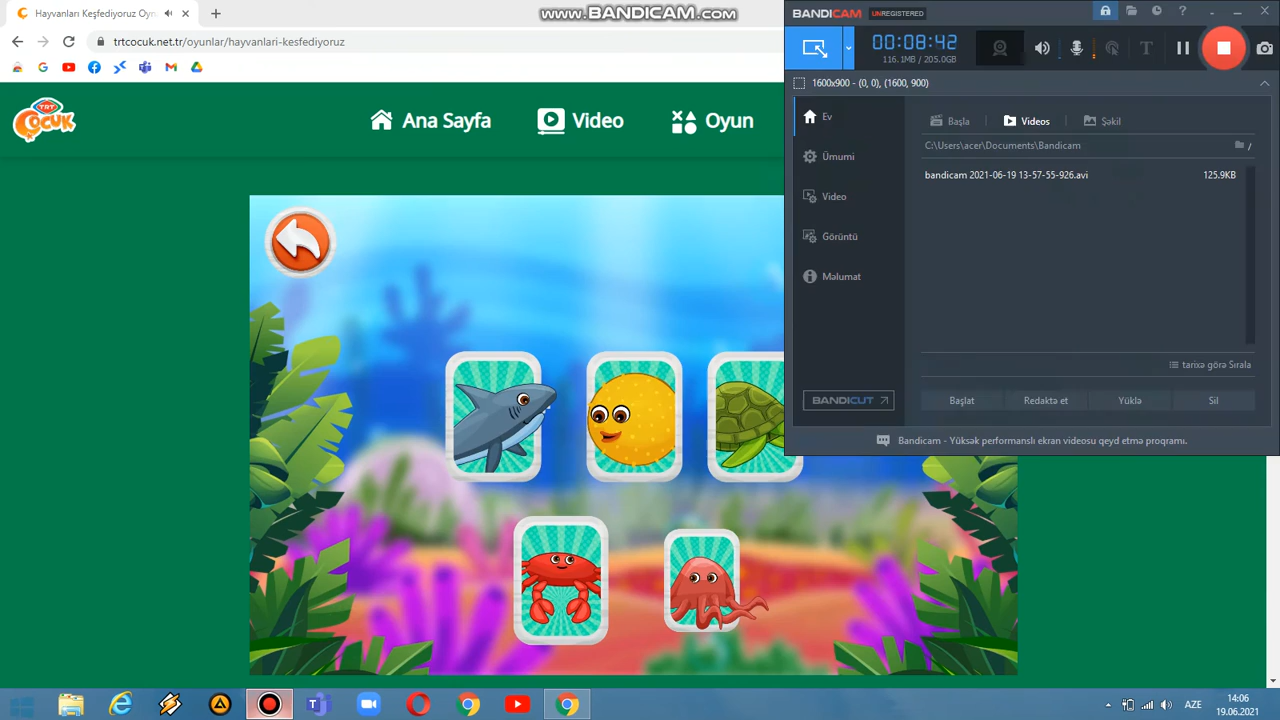 Hayvanları Keşfediyoruz Oyn
www.BANDICAM.com
trtcocuk.net.tr/oyunlar/hayvanlari-kesfediyoruz
TRT
Çocuk
Ana Sayfa
Video
Oyun
BANDICAM UNREGISTERED
00:08:42
116.1MB / 205.0GB
1600x900 - (0, 0), (1600, 900)
Ev
Ümumi
Video
Görüntü
Məlumat
Başla
Videos
Şəkil
C:\Users\acer\Documents\Bandicam
bandicam 2021-06-19 13-57-55-926.avi
125.9KB
tarixə görə Sırala
BANDICUT
Başlat
Redaktə et
Yüklə
Sil
Bandicam - Yüksək performanslı ekran videosu qeyd etmə proqramı.
AZE
14:06
19.06.2021